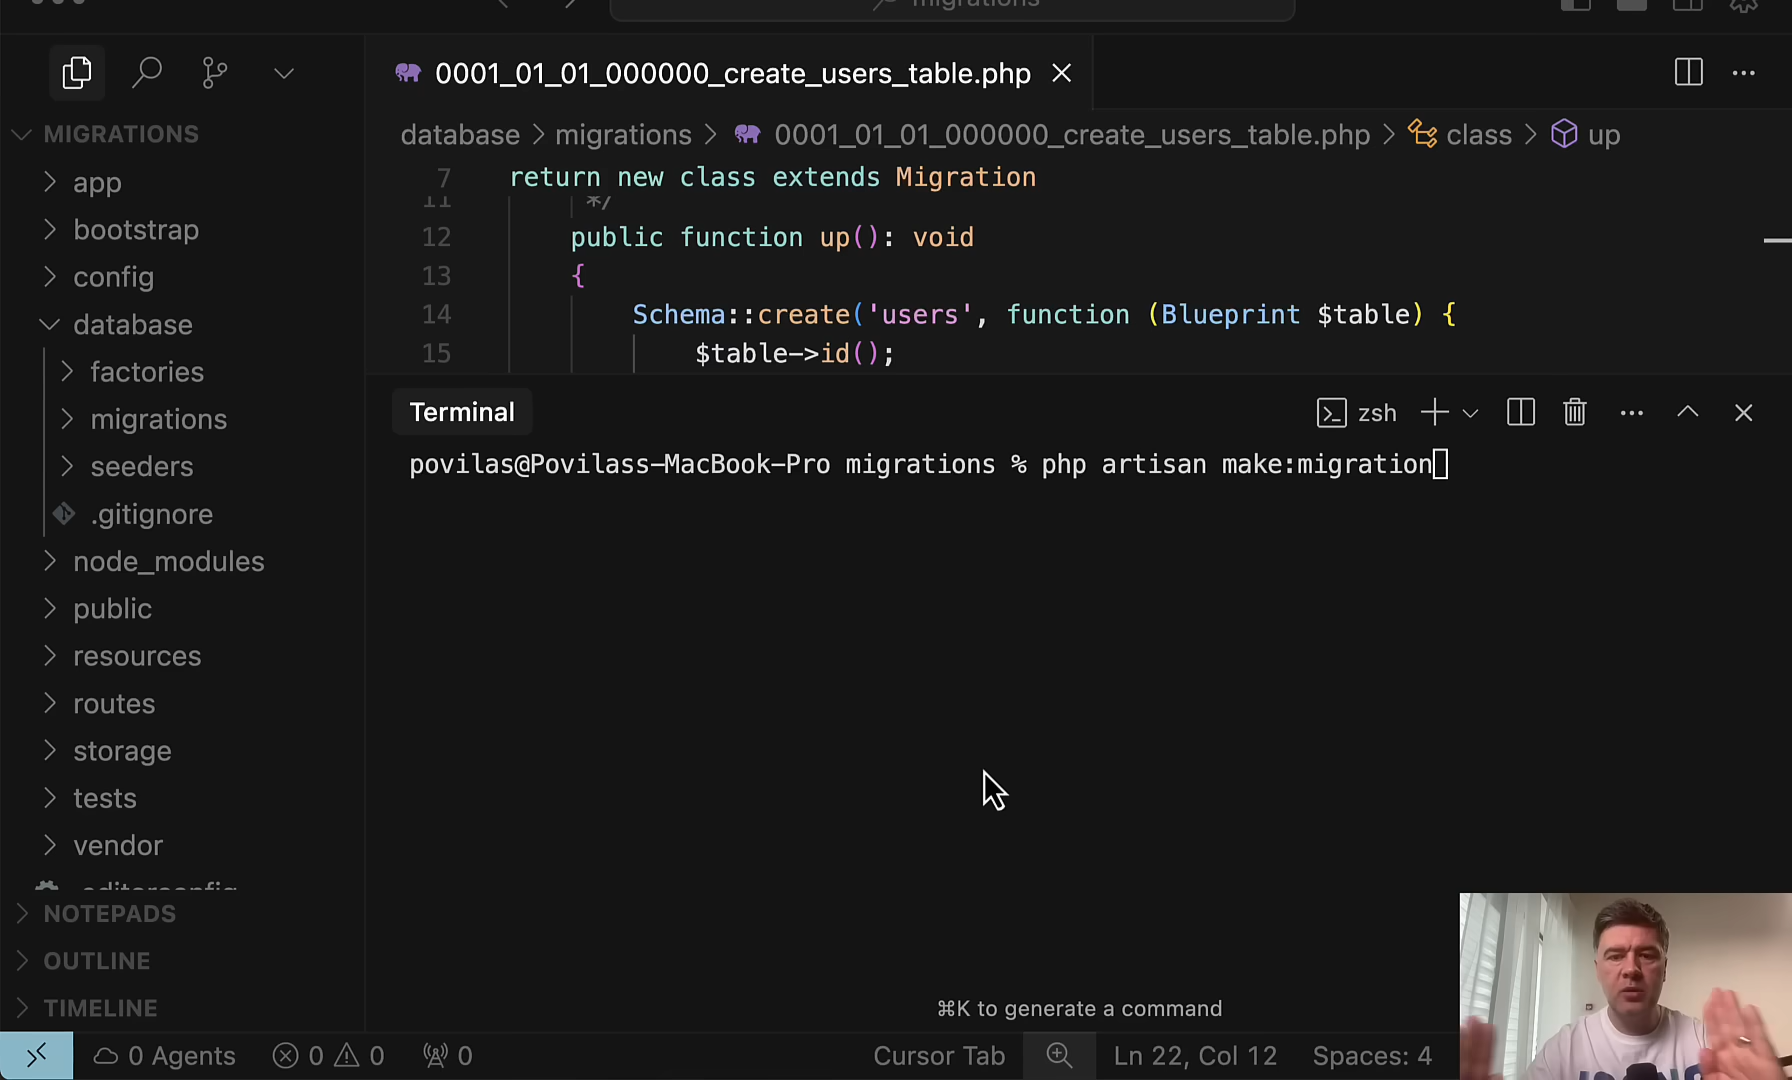 migrations
0001_01_01_000000_create_users_table.php
MIGRATIONS
app
bootstrap
config
database
factories
migrations
seeders
.gitignore
node_modules
public
resources
routes
storage
tests
vendor
.editorconfig
NOTEPADS
OUTLINE
TIMELINE
database > migrations > 0001_01_01_000000_create_users_table.php > class > up
7 return new class extends Migration
11 */
12 public function up(): void
13 {
14 Schema::create('users', function (Blueprint $table) {
15 $table->id();
Terminal
zsh
povilas@Povilass-MacBook-Pro migrations % php artisan make:migration
⌘K to generate a command
0 Agents 0 0 0
Cursor Tab
Ln 22, Col 12
Spaces: 4